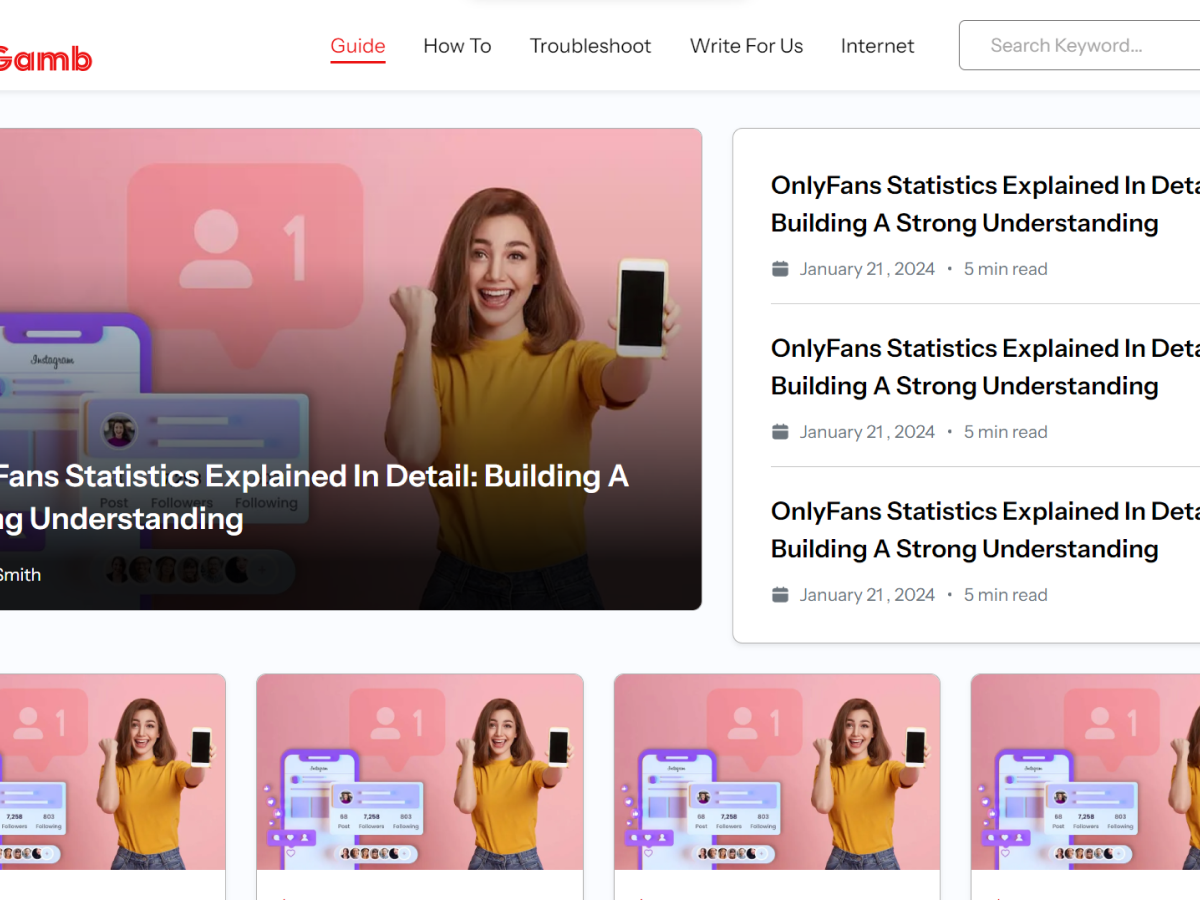 Gamb
Guide How To Troubleshoot Write For Us Internet Search Keyword...
1
Instagram
Post Followers Following
Fans Statistics Explained In Detail: Building A
ng Understanding
Smith
OnlyFans Statistics Explained In Deta
Building A Strong Understanding
January 21, 2024 • 5 min read
OnlyFans Statistics Explained In Deta
Building A Strong Understanding
January 21, 2024 • 5 min read
OnlyFans Statistics Explained In Deta
Building A Strong Understanding
January 21, 2024 • 5 min read
1
7,258 803
Followers Following
1
Instagram
68 7,258 803
Post Followers Following
1
Instagram
68 7,258 803
Post Followers Following
1
Instagram
68 7,258 803
Post Followers Following